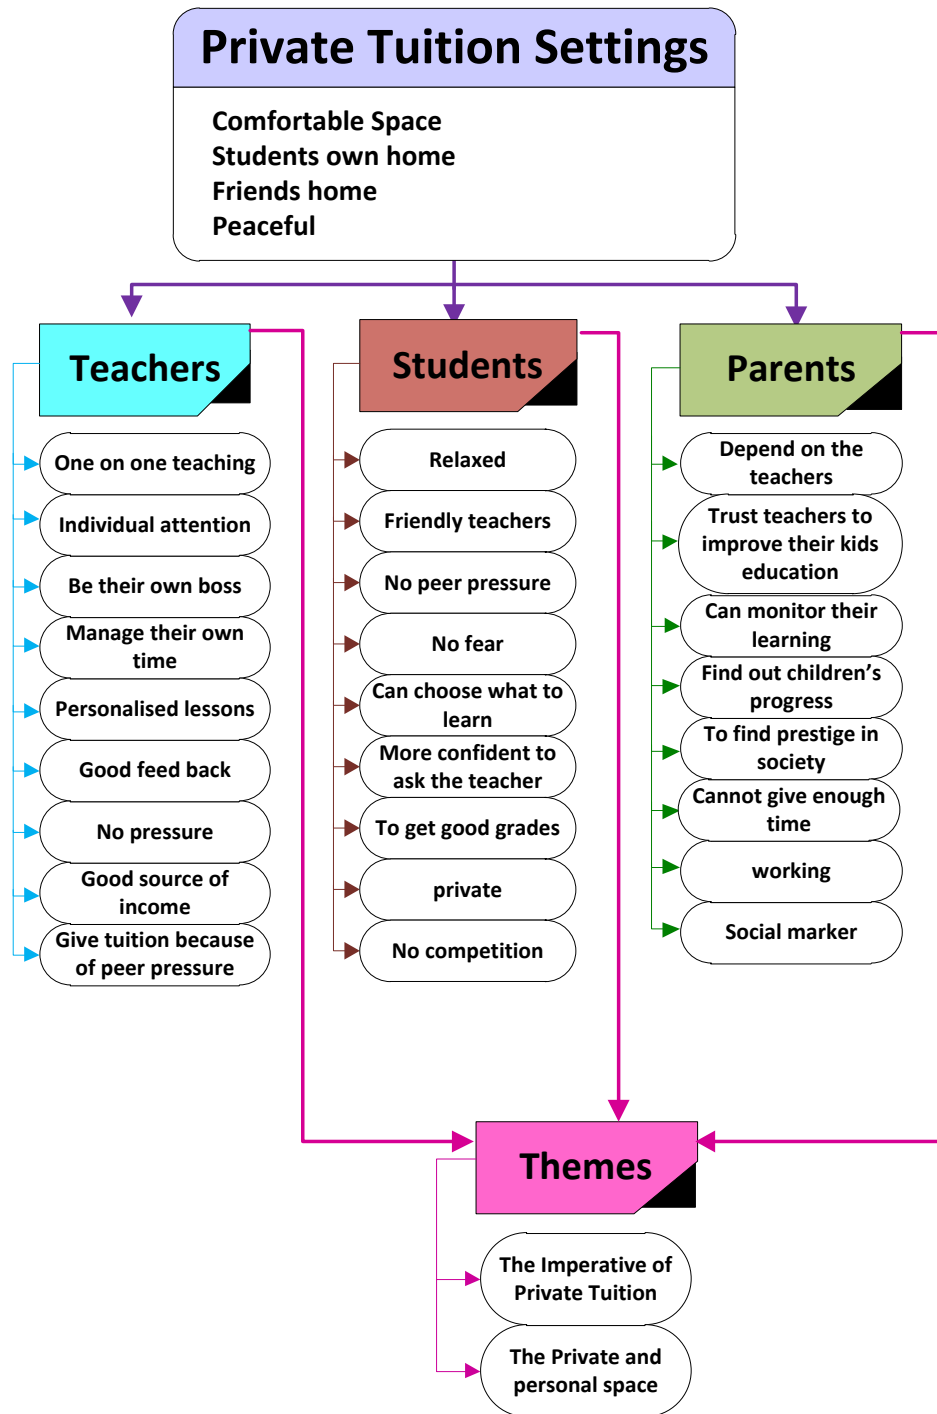 Private Tuition Settings
Comfortable Space
Students own home
Friends home
Peaceful
Teachers
One on one teaching
Individual attention
Be their own boss
Manage their own
time
Personalised lessons
Good feed back
No pressure
Good source of
income
Give tuition because
of peer pressure
Students
Relaxed
Friendly teachers
No peer pressure
No fear
Can choose what to
learn
More confident to
ask the teacher
To get good grades
private
No competition
Parents
Depend on the
teachers
Trust teachers to
improve their kids
education
Can monitor their
learning
Find out children’s
progress
To find prestige in
society
Cannot give enough
time
working
Social marker
Themes
The Imperative of
Private Tuition
The Private and
personal space